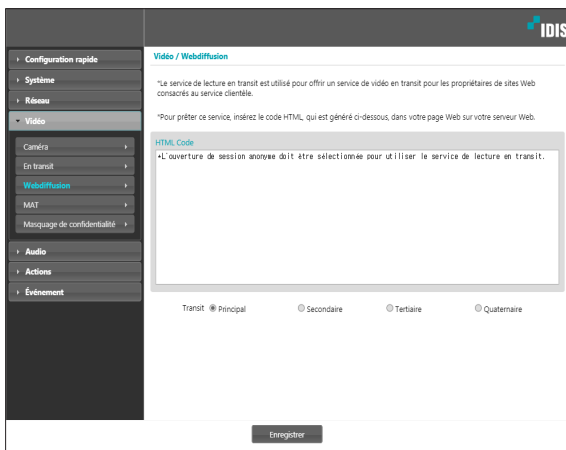 IDIS
Configuration rapide
Système
Réseau
Vidéo
Caméra
En transit
Webdiffusion
MAT
Masquage de confidentialité
Audio
Actions
Événement
Vidéo / Webdiffusion
*Le service de lecture en transit est utilisé pour offrir un service de vidéo en transit pour les propriétaires de sites Web
consacrés au service clientèle.
*Pour prêter ce service, insérez le code HTML, qui est généré ci-dessous, dans votre page Web sur votre serveur Web.
HTML Code
*L'ouverture de session anonyme doit être sélectionnée pour utiliser le service de lecture en transit.
Transit Principal Secondaire Tertiaire Quaternaire
Enregistrer